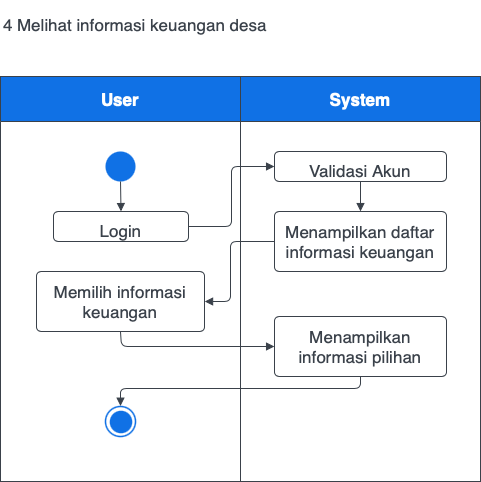 4 Melihat informasi keuangan desa
User
System
Validasi Akun
Login
Menampilkan daftar
informasi keuangan
Memilih informasi
keuangan
Menampilkan
informasi pilihan